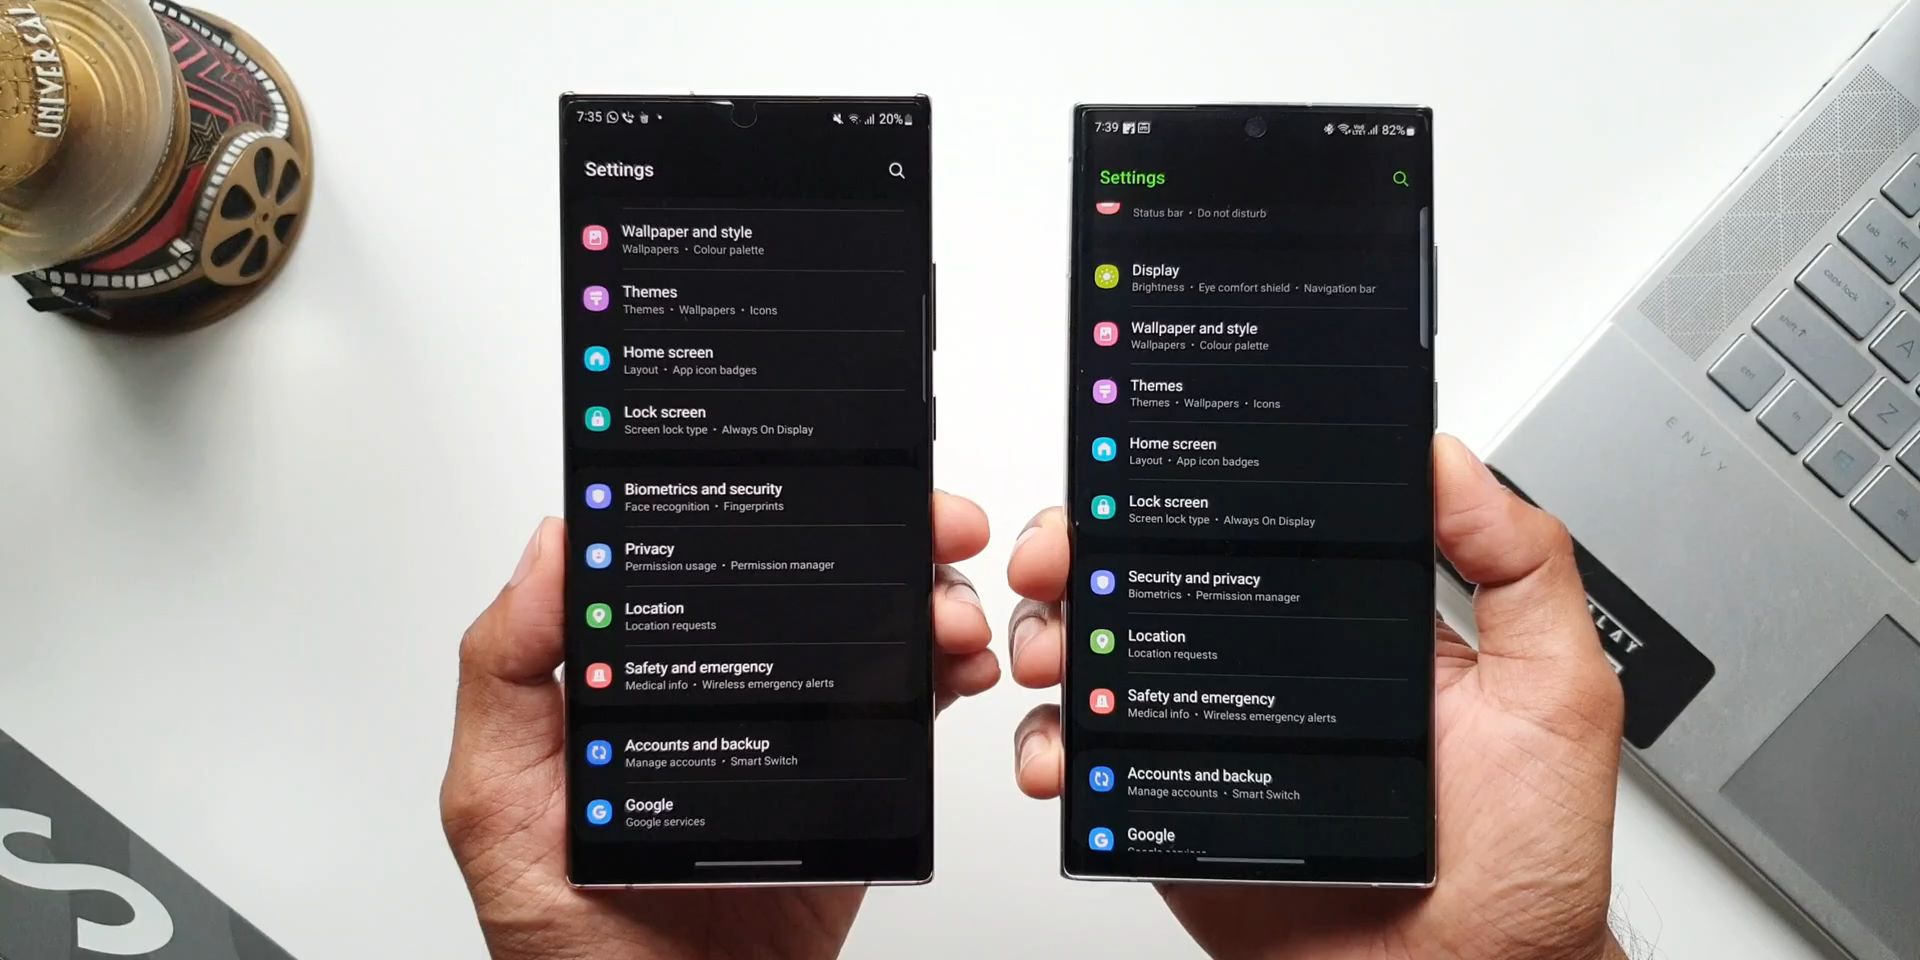 UNIVERSAL
7:35
20%
Settings
Wallpaper and style
Wallpapers • Colour palette
Themes
Themes • Wallpapers • Icons
Home screen
Layout • App icon badges
Lock screen
Screen lock type • Always On Display
Biometrics and security
Face recognition • Fingerprints
Privacy
Permission usage • Permission manager
Location
Location requests
Safety and emergency
Medical info • Wireless emergency alerts
Accounts and backup
Manage accounts • Smart Switch
Google
Google services
7:39
82%
Settings
Status bar • Do not disturb
Display
Brightness • Eye comfort shield • Navigation bar
Wallpaper and style
Wallpapers • Colour palette
Themes
Themes • Wallpapers • Icons
Home screen
Layout • App icon badges
Lock screen
Screen lock type • Always On Display
Security and privacy
Biometrics • Permission manager
Location
Location requests
Safety and emergency
Medical info • Wireless emergency alerts
Accounts and backup
Manage accounts • Smart Switch
Google
ENVY
tab
caps lock
shift
ctrl
fn
A
Z
S